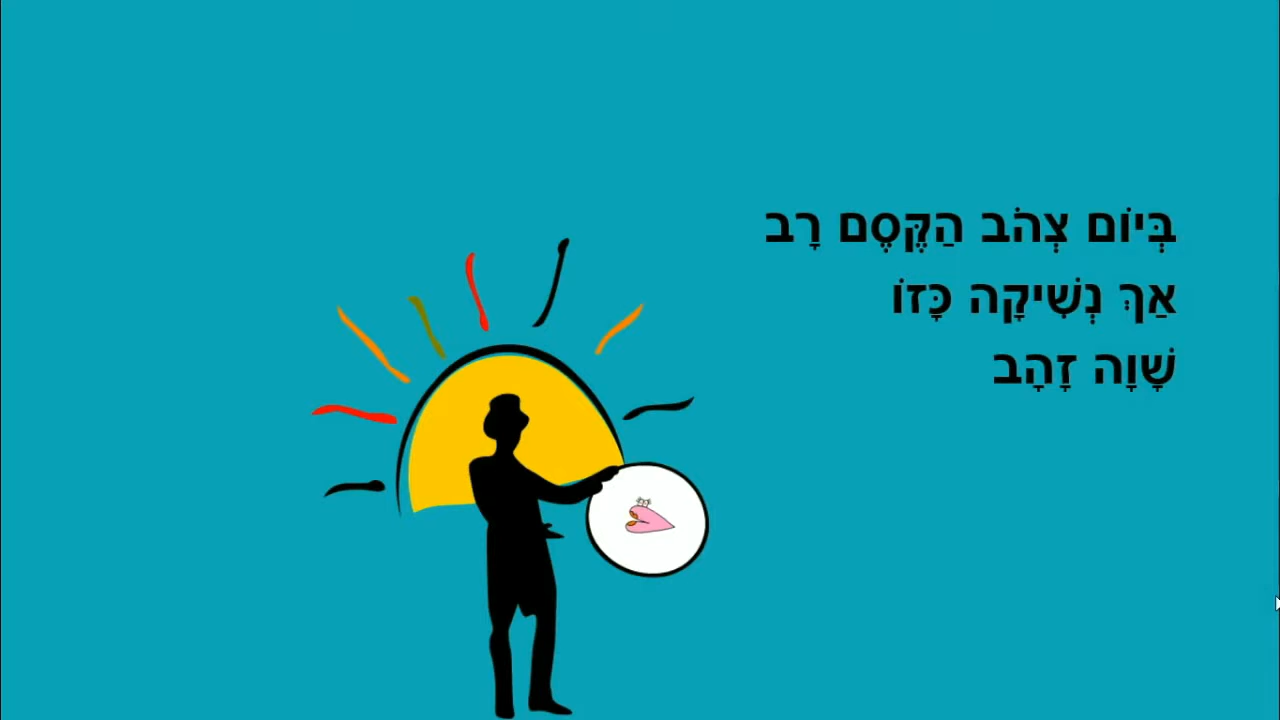 בְּיוֹם צְהֹב הַקֶּסֶם רָב
אַךְ נְשִׁיקָה כָּזוֹ
שָׁוָה זָהָב